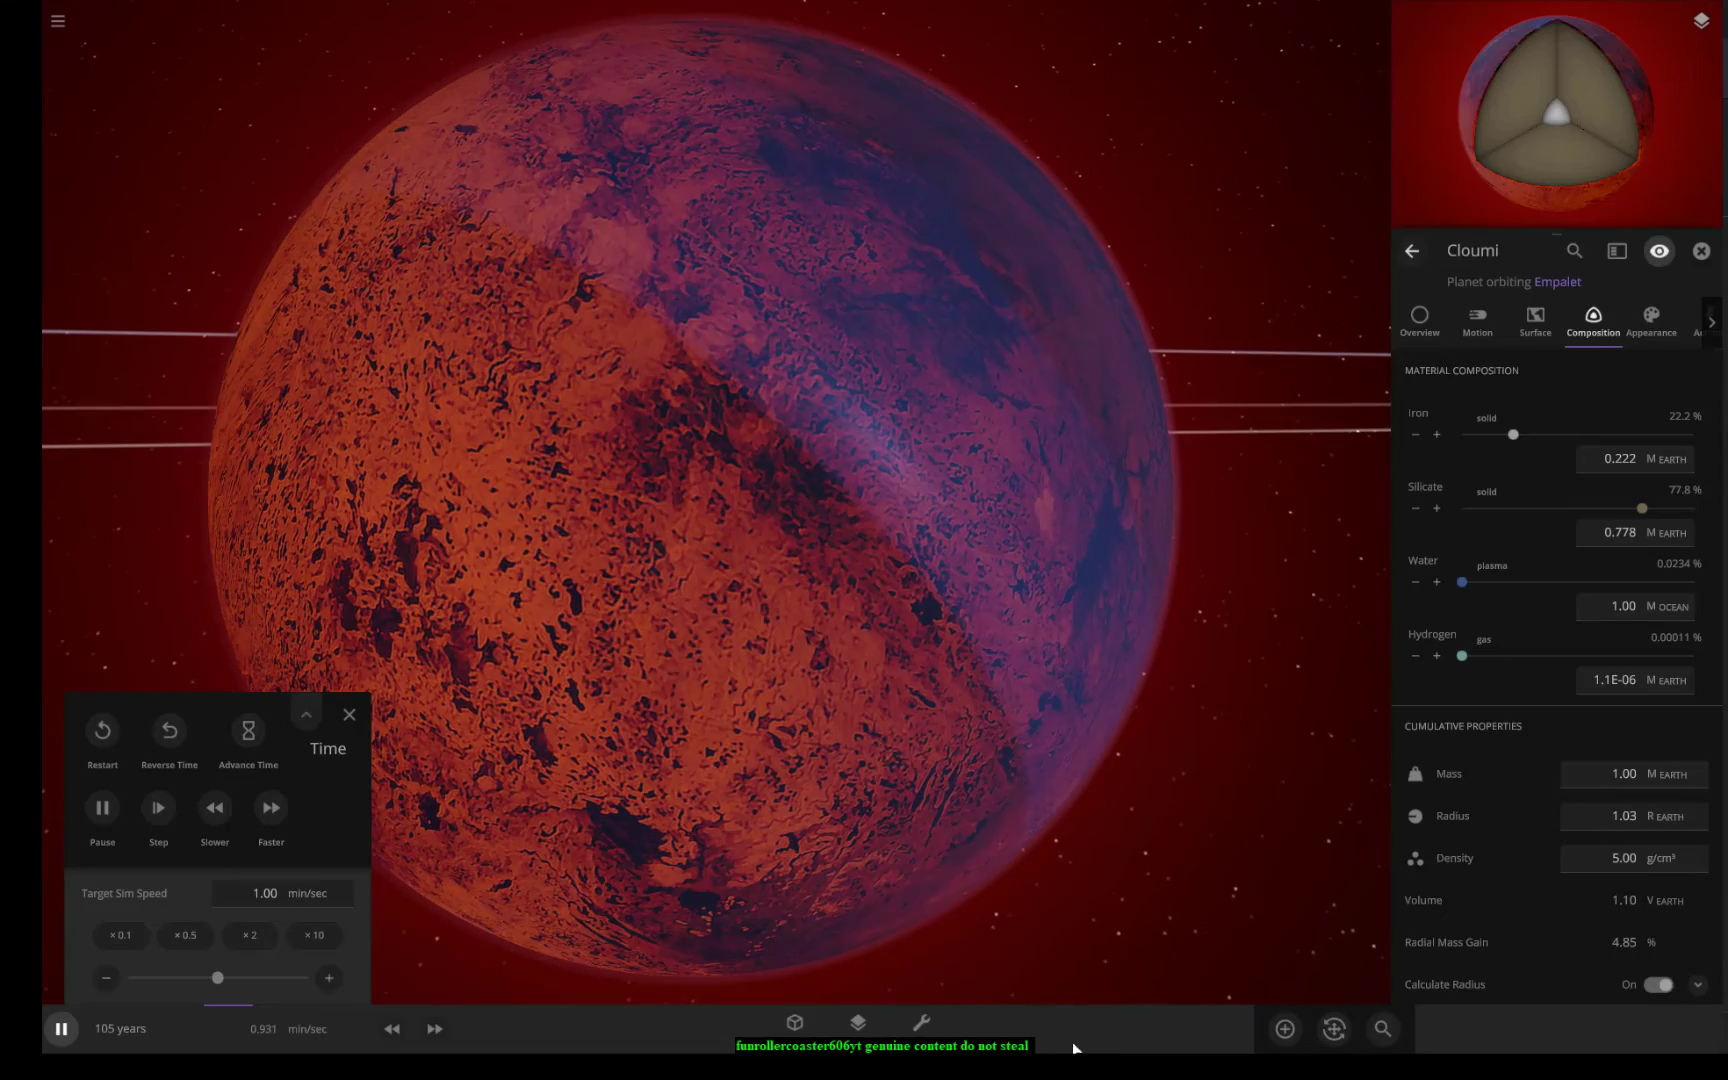 Cloumi
Planet orbiting Empalet
Overview
Motion
Surface
Composition
Appearance
MATERIAL COMPOSITION
Iron
solid
22.2 %
0.222 M EARTH
Silicate
solid
77.8 %
0.778 M EARTH
Water
plasma
0.0234 %
1.00 M OCEAN
Hydrogen
gas
0.00011 %
1.1E-06 M EARTH
CUMULATIVE PROPERTIES
Mass 1.00 M EARTH
Radius 1.03 R EARTH
Density 5.00 g/cm³
Volume 1.10 V EARTH
Radial Mass Gain 4.85 %
Calculate Radius On
Time
Restart
Reverse Time
Advance Time
Pause
Step
Slower
Faster
Target Sim Speed 1.00 min/sec
× 0.1
× 0.5
× 2
× 10
105 years
0.931 min/sec
funrollercoaster606yt genuine content do not steal